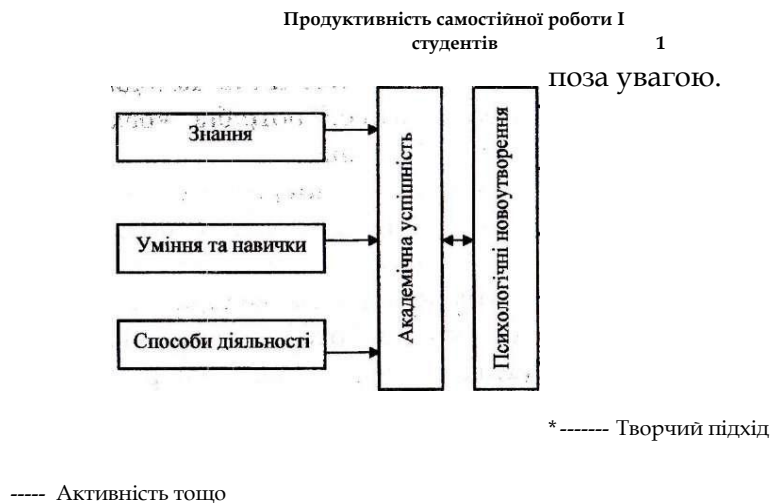 Продуктивність самостійної роботи І
студентів 1
поза увагою.
Знання
Уміння та навички
Способи діяльності
Академічна успішність
Психологічні новоутворення
*------- Творчий підхід
----- Активність тощо